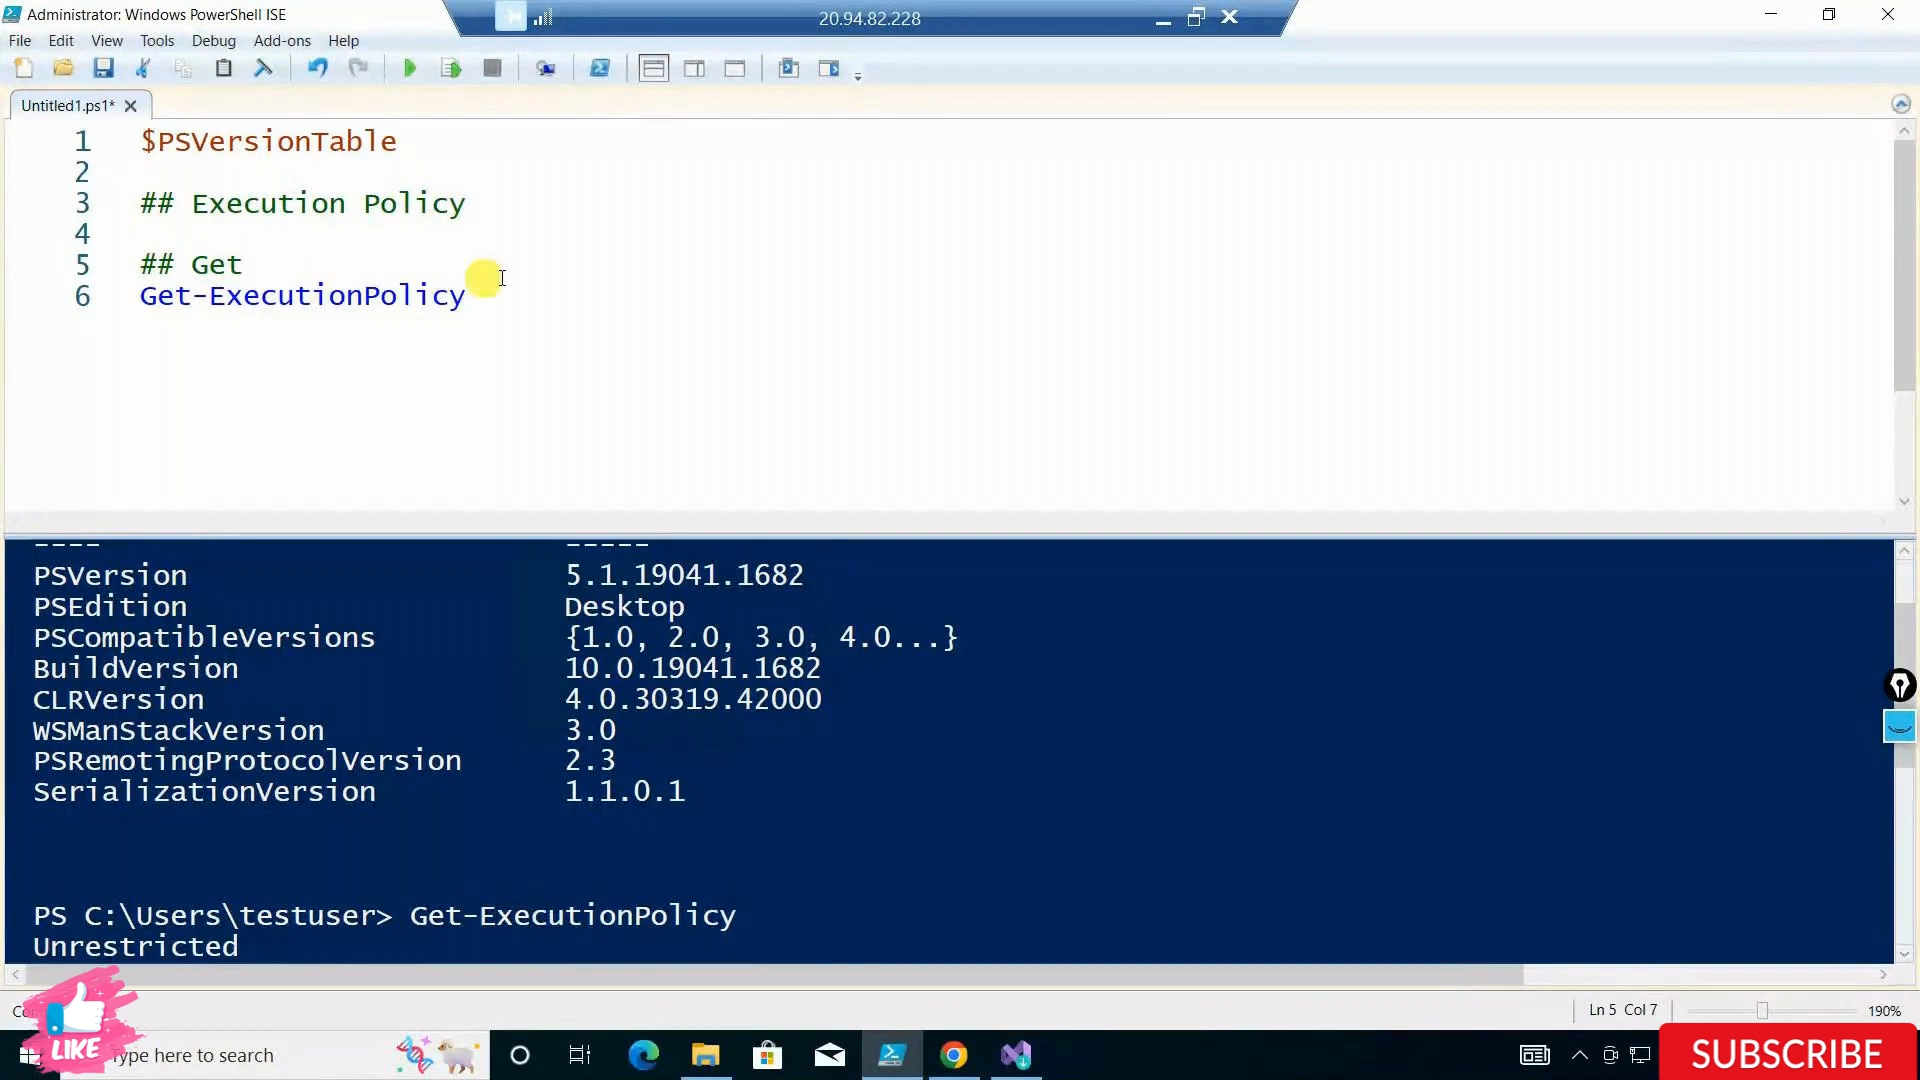 Administrator: Windows PowerShell ISE
20.94.82.228
File Edit View Tools Debug Add-ons Help
Untitled1.ps1*
1 $PSVersionTable
2
3 ## Execution Policy
4
5 ## Get
6 Get-ExecutionPolicy
---- -----
PSVersion 5.1.19041.1682
PSEdition Desktop
PSCompatibleVersions {1.0, 2.0, 3.0, 4.0...}
BuildVersion 10.0.19041.1682
CLRVersion 4.0.30319.42000
WSManStackVersion 3.0
PSRemotingProtocolVersion 2.3
SerializationVersion 1.1.0.1
PS C:\Users\testuser> Get-ExecutionPolicy
Unrestricted
Ln 5 Col 7 190%
LIKE
Type here to search
SUBSCRIBE